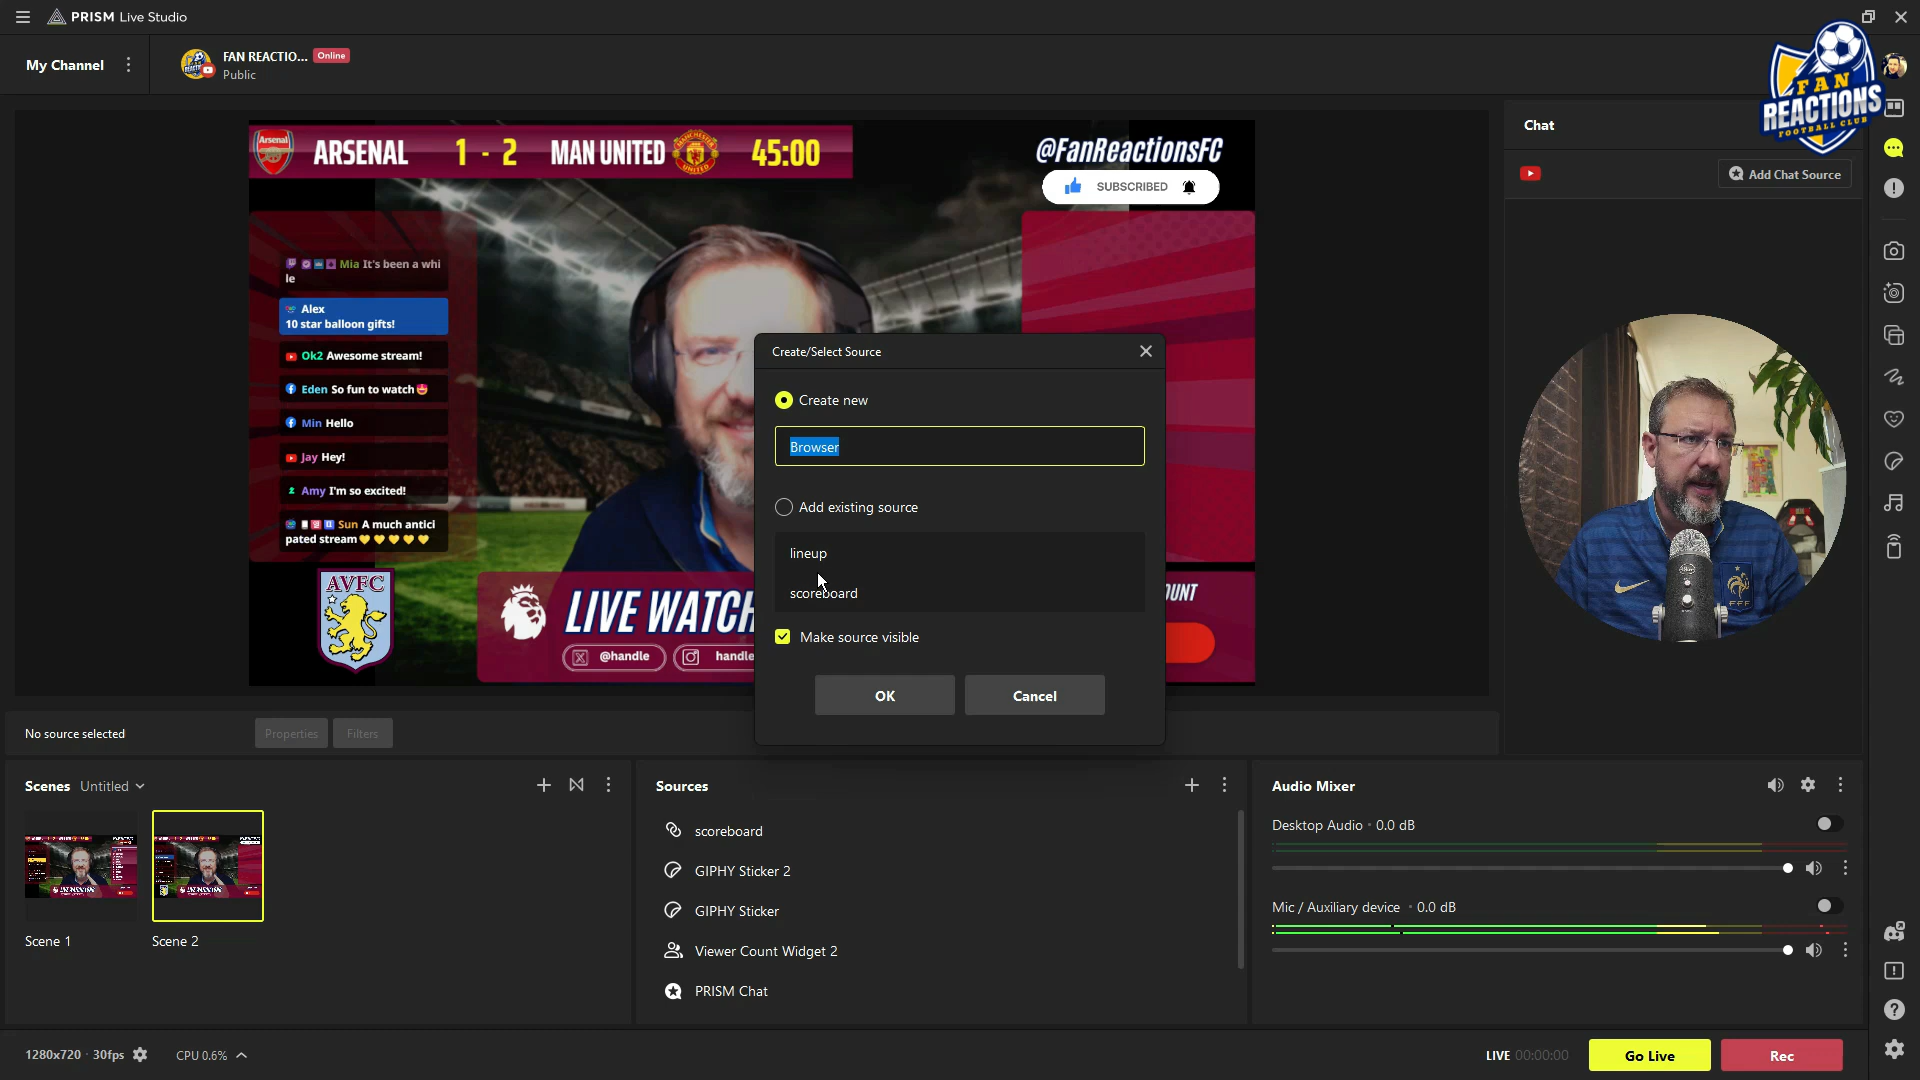 PRISM Live Studio
My Channel
FAN REACTIO... Online
Public
FAN
REACTIONS
FOOTBALL CLUB
Chat
Add Chat Source
Arsenal
ARSENAL 1 - 2 MAN UNITED 45:00
@FanReactionsFC
SUBSCRIBED
Mia It's been a whi
le
Alex
10 star balloon gifts!
Ok2 Awesome stream!
Eden So fun to watch
Min Hello
Jay Hey!
Amy I'm so excited!
Sun A much antici
pated stream
AVFC
LIVE WATCH
@handle
handle
OUNT
Create/Select Source
Create new
Browser
Add existing source
lineup
scoreboard
Make source visible
OK
Cancel
No source selected
Properties
Filters
Scenes Untitled
Scene 1
Scene 2
Sources
scoreboard
GIPHY Sticker 2
GIPHY Sticker
Viewer Count Widget 2
PRISM Chat
Audio Mixer
Desktop Audio • 0.0 dB
Mic / Auxiliary device • 0.0 dB
FFF
1280x720 · 30fps
CPU 0.6%
LIVE 00:00:00
Go Live
Rec